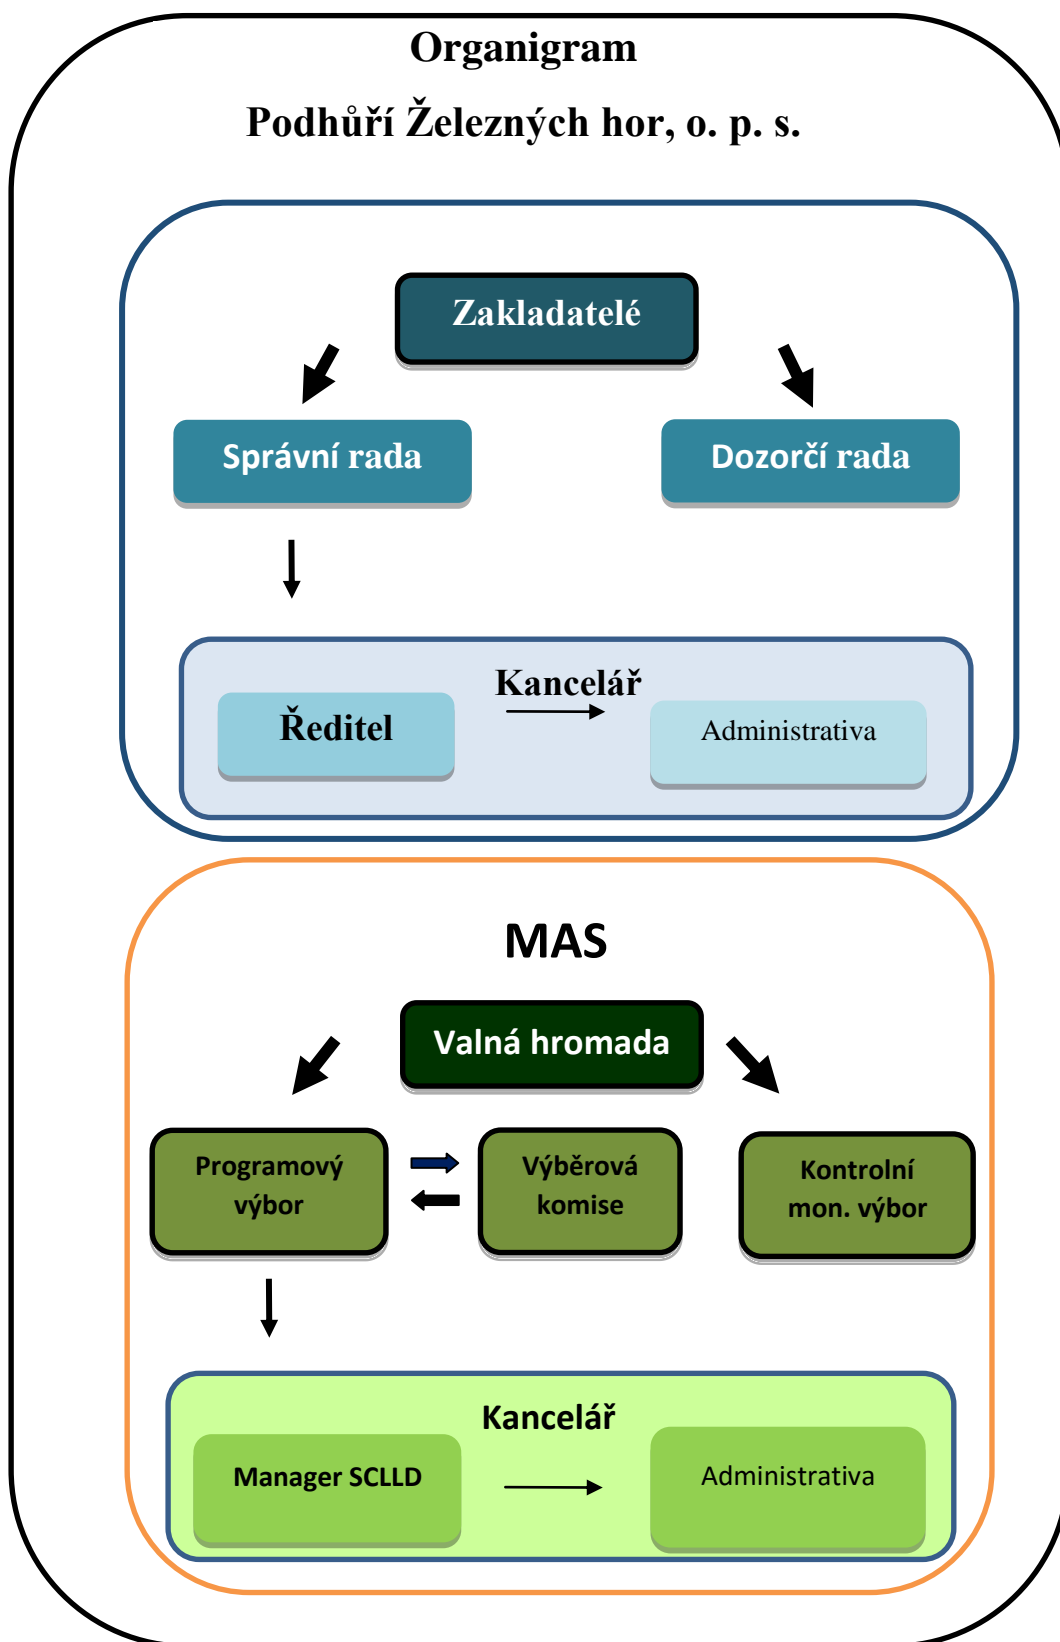 Organigram
Podhůří Železných hor, o. p. s.
Zakladatelé
Správní rada
Dozorčí rada
Kancelář
Ředitel
Administrativa
MAS
Valná hromada
Programový
výbor
Výběrová
komise
Kontrolní
mon. výbor
Kancelář
Manager SCLLD
Administrativa